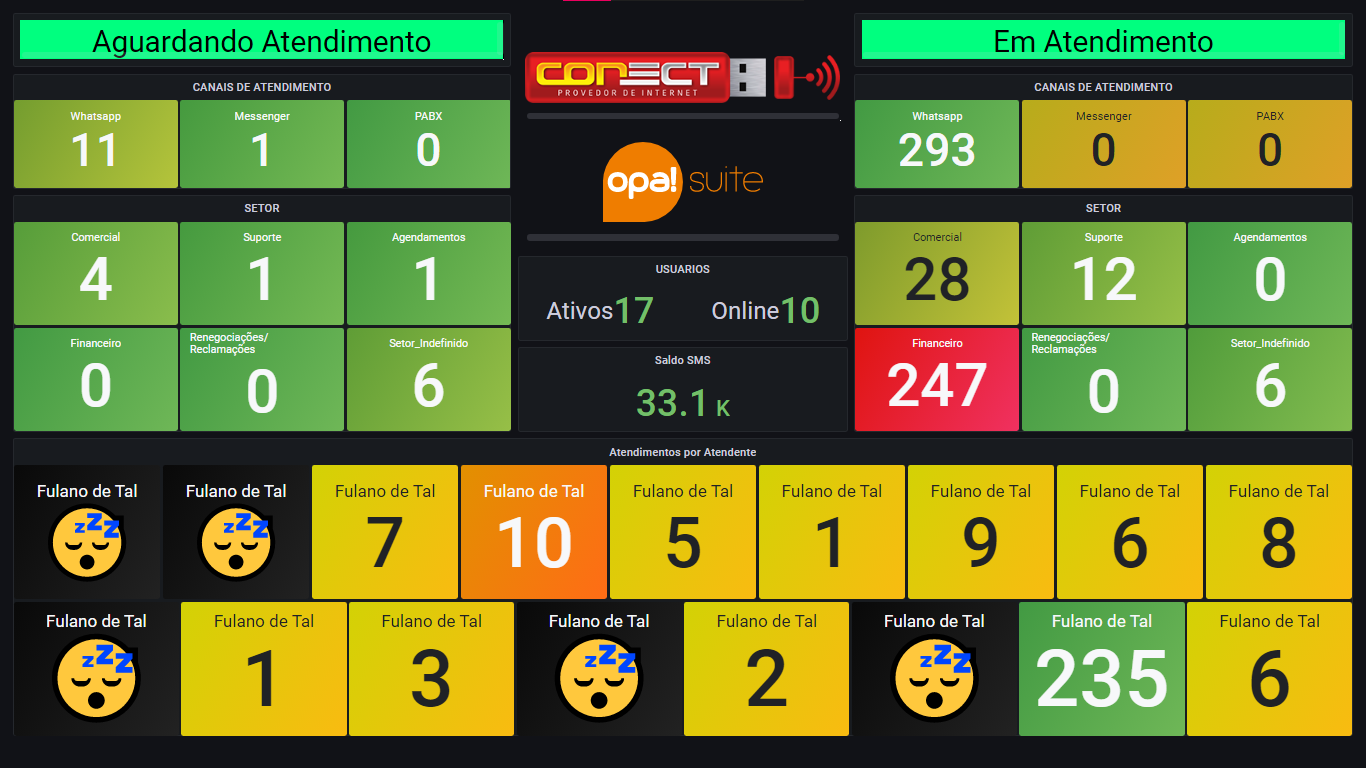 Aguardando Atendimento
CANAIS DE ATENDIMENTO
Whatsapp
11
Messenger
1
PABX
0
SETOR
Comercial
4
Suporte
1
Agendamentos
1
Financeiro
0
Renegociações/
Reclamações
0
Setor_Indefinido
6
CONECT
PROVEDOR DE INTERNET
opa! suite
USUARIOS
Ativos 17 Online 10
Saldo SMS
33.1 K
Em Atendimento
CANAIS DE ATENDIMENTO
Whatsapp
293
Messenger
0
PABX
0
SETOR
Comercial
28
Suporte
12
Agendamentos
0
Financeiro
247
Renegociações/
Reclamações
0
Setor_Indefinido
6
Atendimentos por Atendente
Fulano de Tal
zzz
Fulano de Tal
zzz
Fulano de Tal
7
Fulano de Tal
10
Fulano de Tal
5
Fulano de Tal
1
Fulano de Tal
9
Fulano de Tal
6
Fulano de Tal
8
Fulano de Tal
zzz
Fulano de Tal
1
Fulano de Tal
3
Fulano de Tal
zzz
Fulano de Tal
2
Fulano de Tal
zzz
Fulano de Tal
235
Fulano de Tal
6